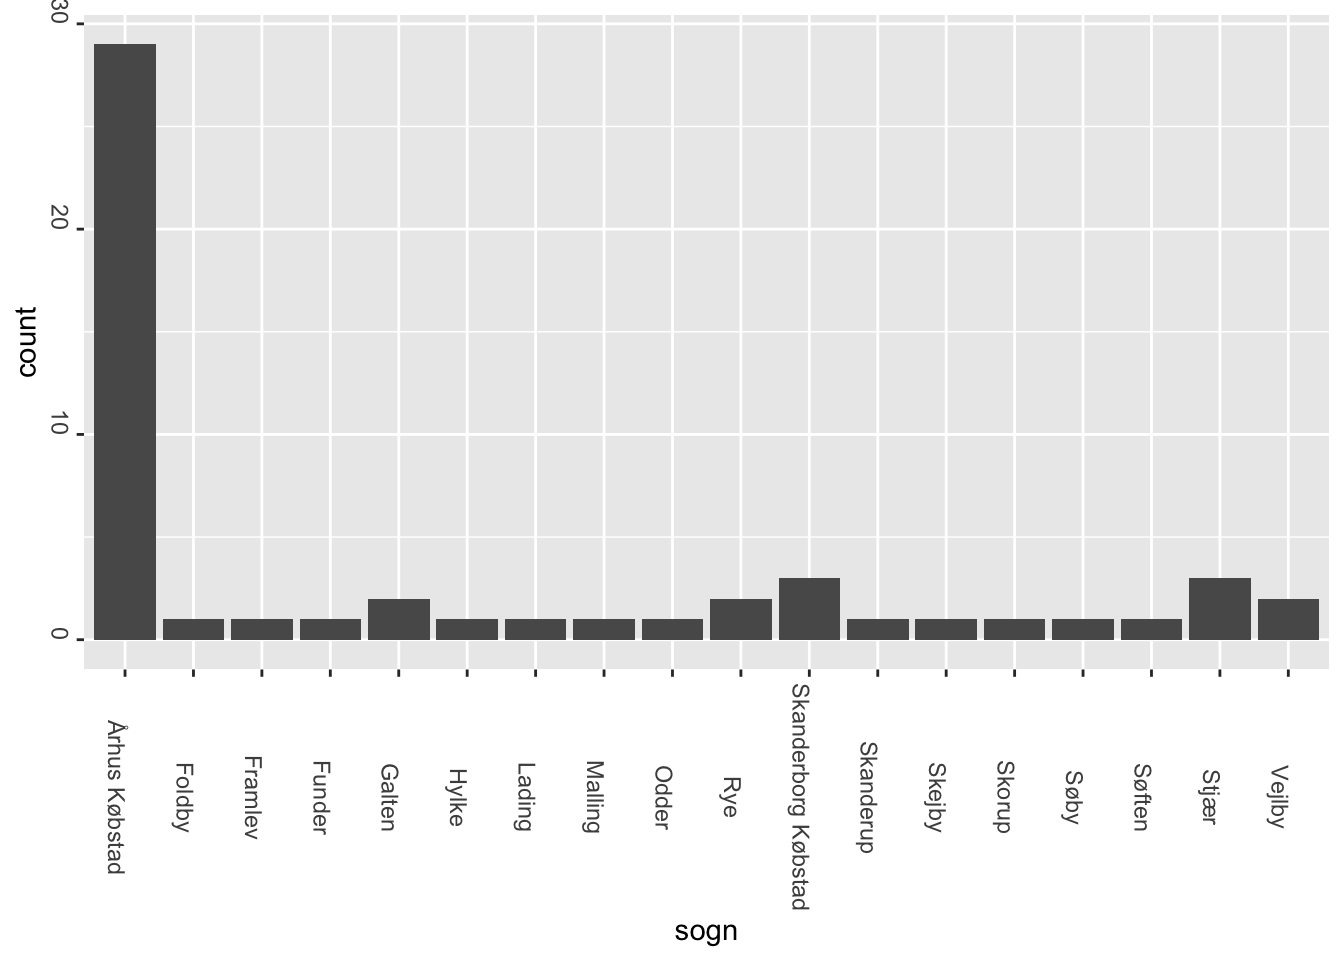 30
20
10
0
count
Århus Købstad
Foldby
Framlev
Funder
Galten
Hylke
Lading
Malling
Odder
Rye
Skanderborg Købstad
Skanderup
Skejby
Skorup
Søby
Søften
Stjær
Vejlby
sogn